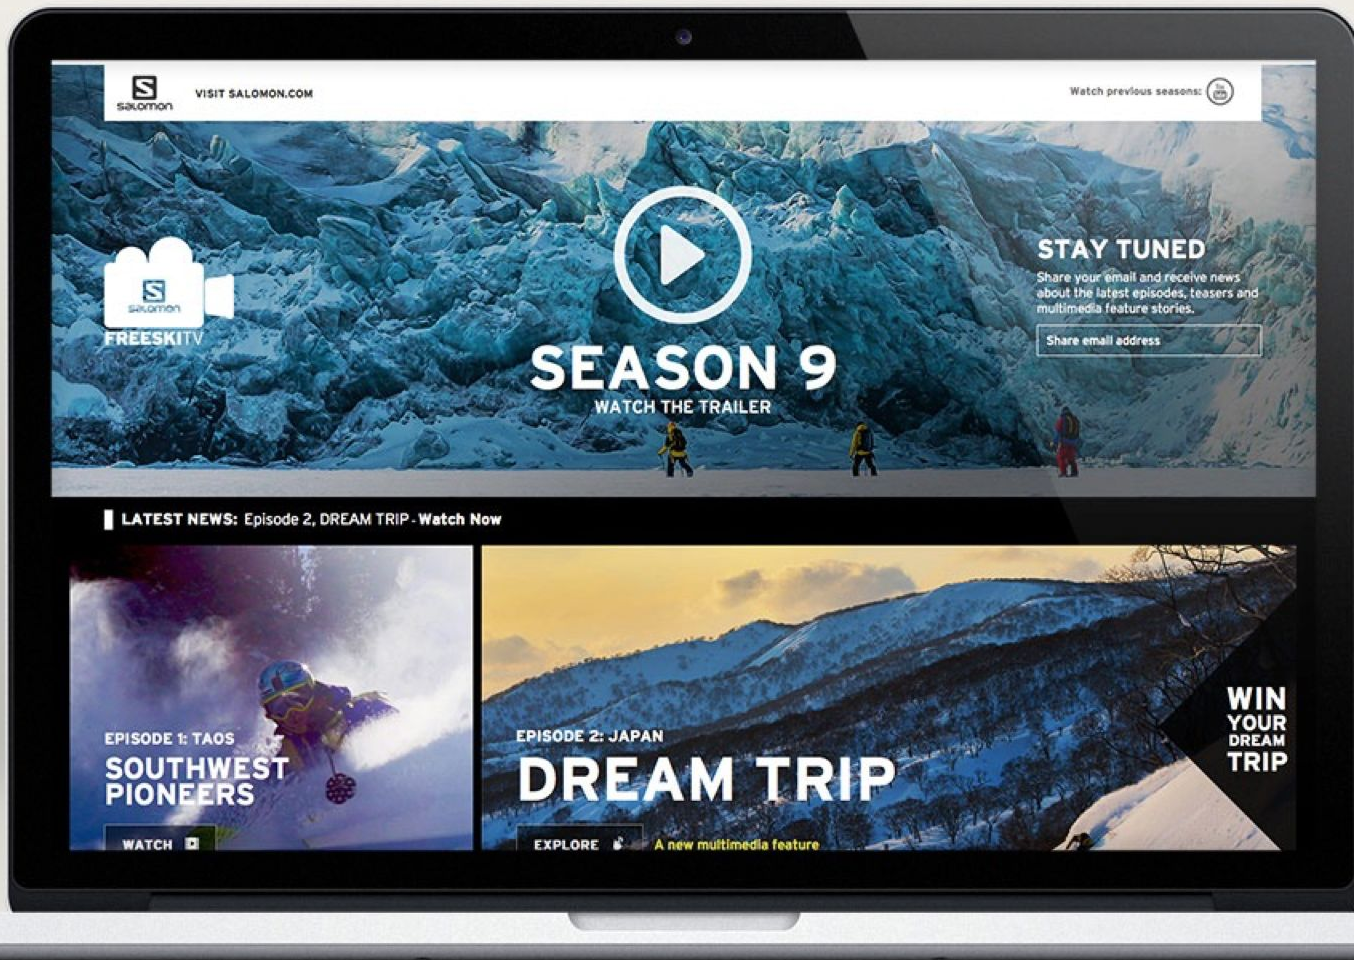 S
salomon
VISIT SALOMON.COM
Watch previous seasons:
S
salomon
FREESKITV
SEASON 9
WATCH THE TRAILER
STAY TUNED
Share your email and receive news
about the latest episodes, teasers and
multimedia feature stories.
Share email address
LATEST NEWS: Episode 2, DREAM TRIP - Watch Now
EPISODE 1: TAOS
SOUTHWEST
PIONEERS
WATCH
EPISODE 2: JAPAN
DREAM TRIP
EXPLORE
A new multimedia feature
WIN
YOUR
DREAM
TRIP